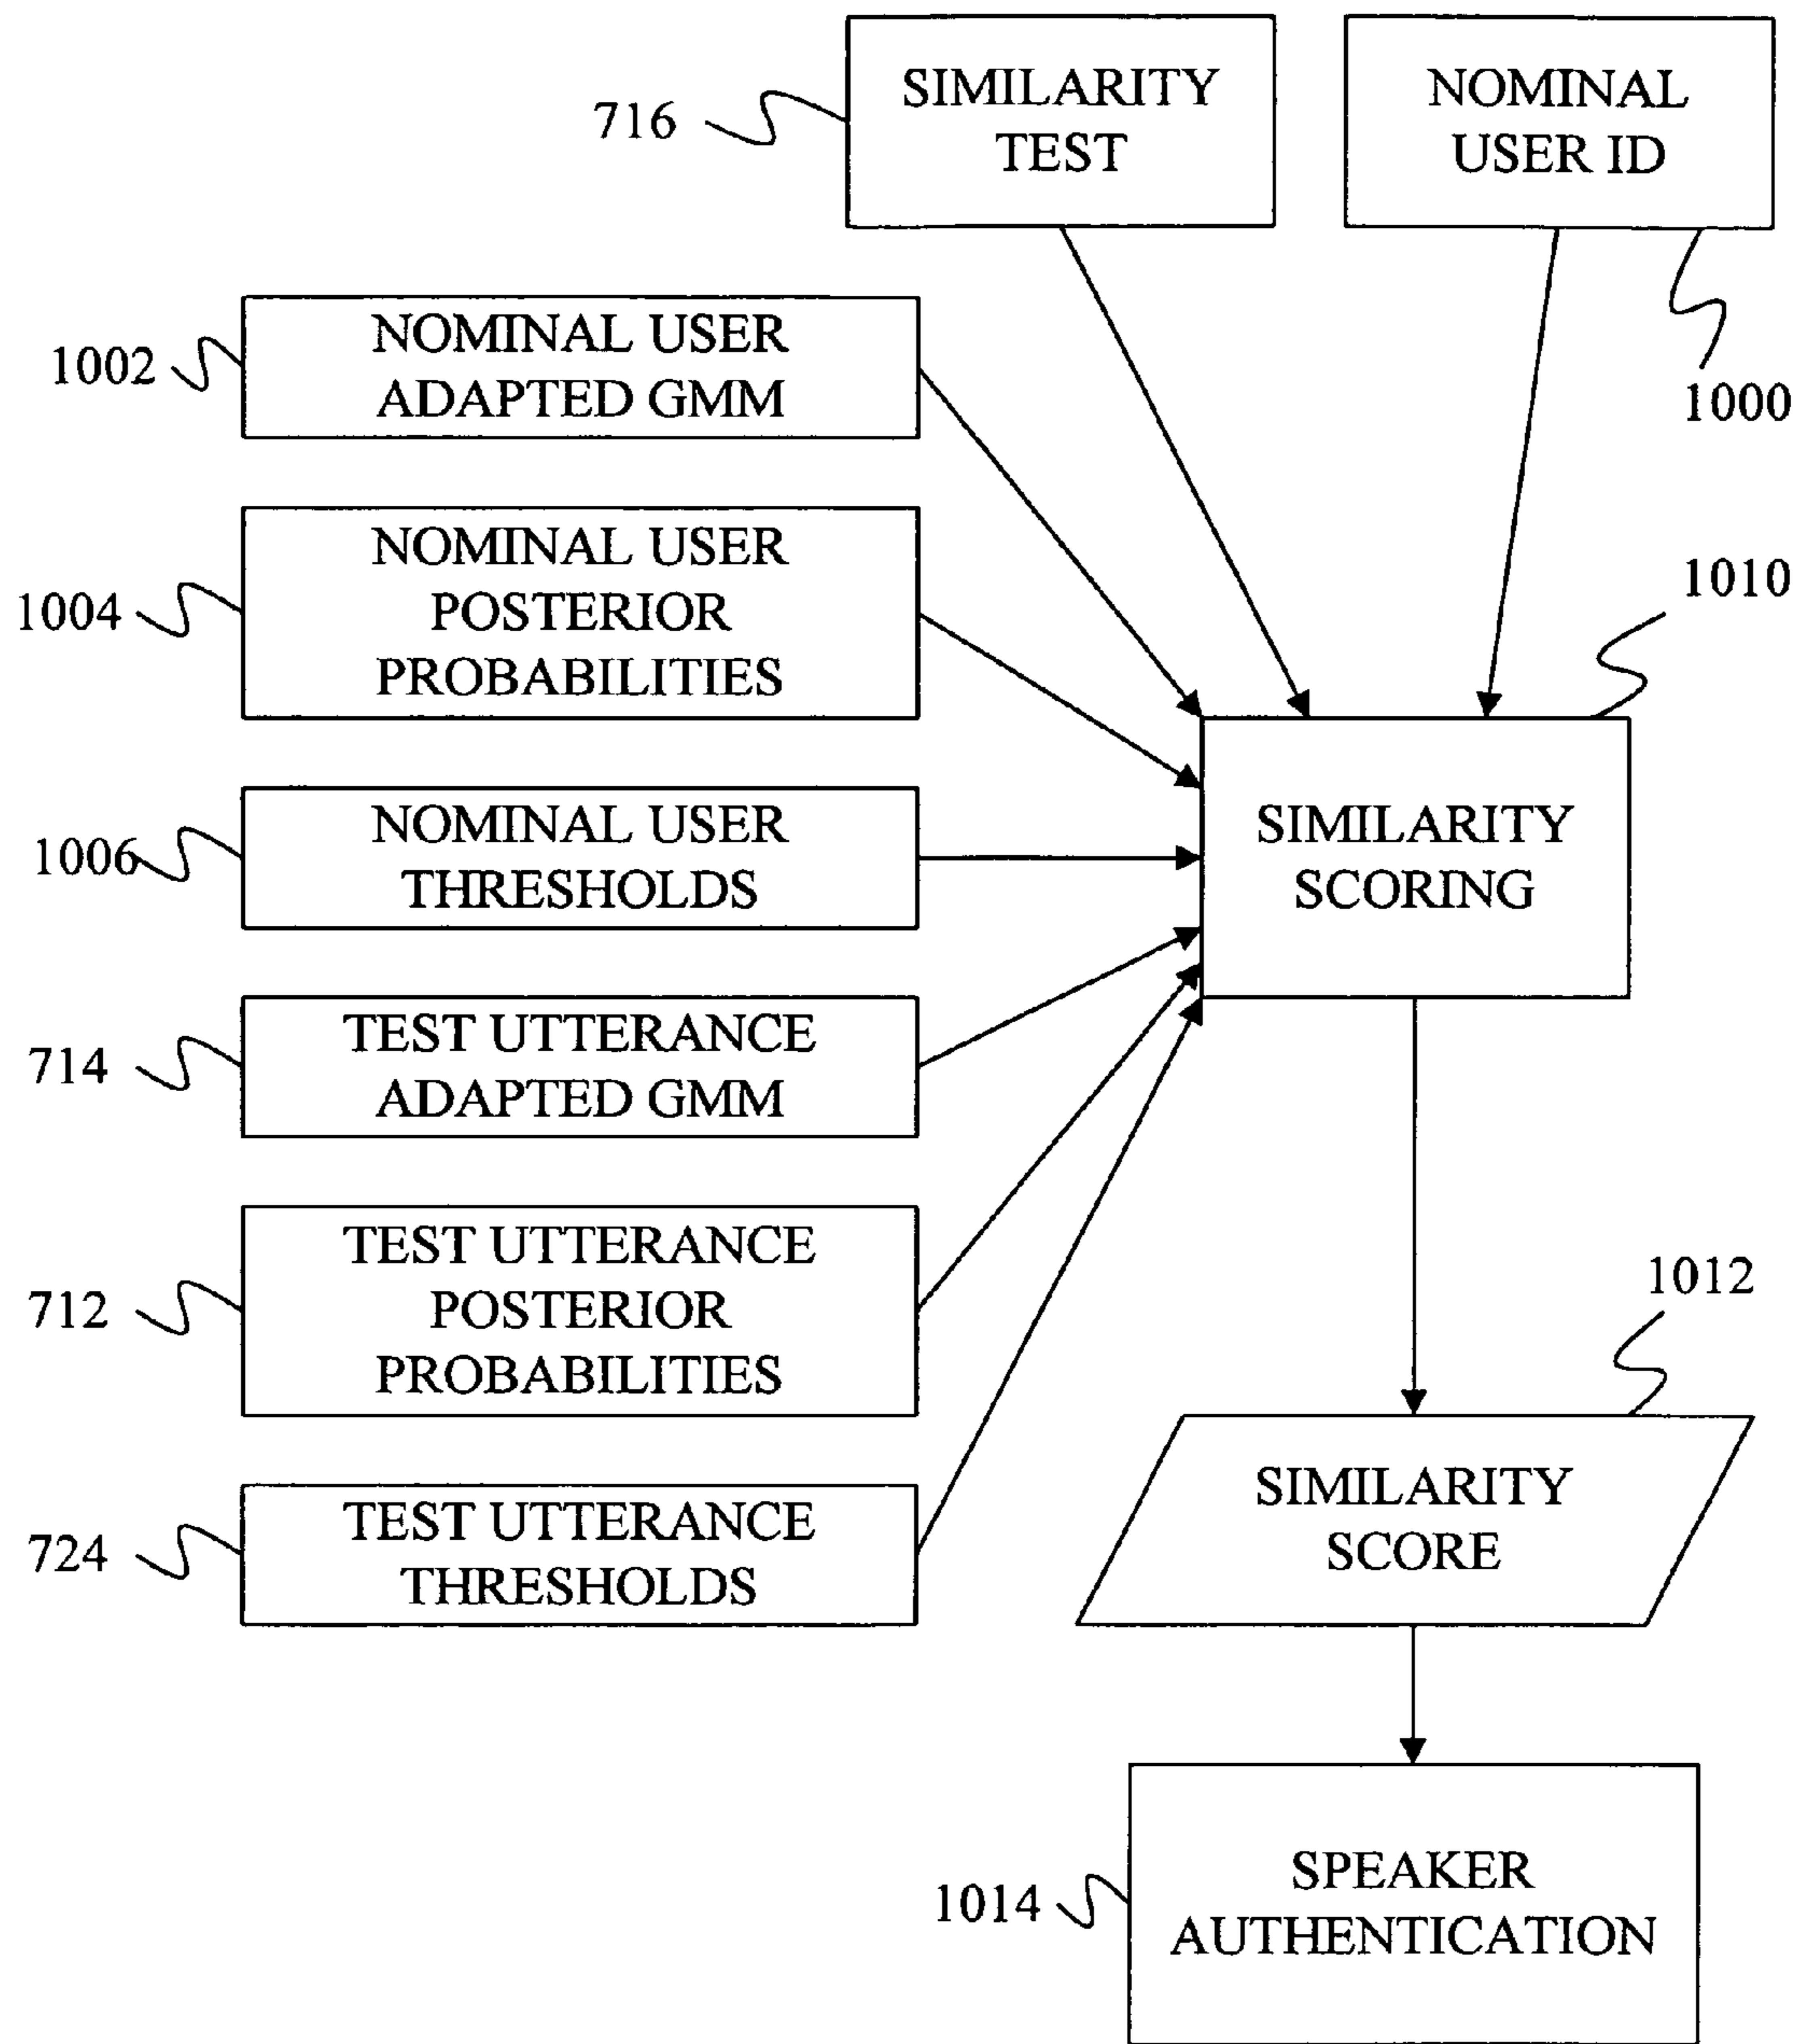 716
SIMILARITY
TEST
NOMINAL
USER ID
1000
1002
NOMINAL USER
ADAPTED GMM
1004
NOMINAL USER
POSTERIOR
PROBABILITIES
1010
1006
NOMINAL USER
THRESHOLDS
SIMILARITY
SCORING
714
TEST UTTERANCE
ADAPTED GMM
712
TEST UTTERANCE
POSTERIOR
PROBABILITIES
1012
724
TEST UTTERANCE
THRESHOLDS
SIMILARITY
SCORE
1014
SPEAKER
AUTHENTICATION